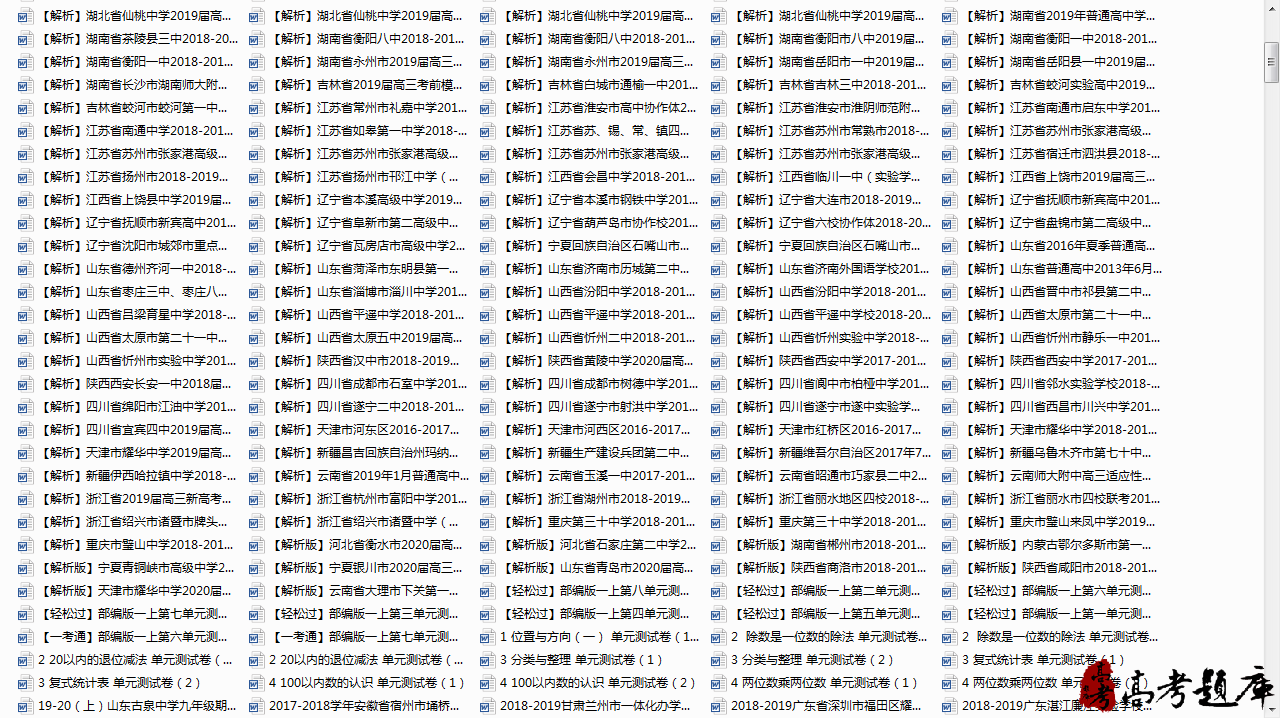 【解析】湖北省仙桃中学2019届高... 【解析】湖北省仙桃中学2019届高... 【解析】湖北省仙桃中学2019届高... 【解析】湖北省仙桃中学2019届高... 【解析】湖南省2019年普通高中学...
【解析】湖南省茶陵县三中2018-20... 【解析】湖南省衡阳八中2018-201... 【解析】湖南省衡阳八中2018-201... 【解析】湖南省衡阳市八中2019届... 【解析】湖南省衡阳一中2018-201...
【解析】湖南省衡阳一中2018-201... 【解析】湖南省永州市2019届高三... 【解析】湖南省永州市2019届高三... 【解析】湖南省岳阳市一中2019届... 【解析】湖南省岳阳县一中2019届...
【解析】湖南省长沙市湖南师大附... 【解析】吉林省2019届高三考前模... 【解析】吉林省白城市通榆一中201... 【解析】吉林省吉林三中2018-201... 【解析】吉林省蛟河实验高中2019...
【解析】吉林省蛟河市蛟河第一中... 【解析】江苏省常州市礼嘉中学201... 【解析】江苏省淮安市高中协作体2... 【解析】江苏省淮安市淮阴师范附... 【解析】江苏省南通市启东中学201...
【解析】江苏省南通中学2018-201... 【解析】江苏省如皋第一中学2018-... 【解析】江苏省苏、锡、常、镇四... 【解析】江苏省苏州市常熟市2018-... 【解析】江苏省苏州市张家港高级...
【解析】江苏省苏州市张家港高级... 【解析】江苏省苏州市张家港高级... 【解析】江苏省苏州市张家港高级... 【解析】江苏省苏州市张家港高级... 【解析】江苏省宿迁市泗洪县2018-...
【解析】江苏省扬州市2018-2019... 【解析】江苏省扬州市邗江中学（... 【解析】江西省会昌中学2018-201... 【解析】江西省临川一中（实验学... 【解析】江西省上饶市2019届高三...
【解析】江西省上饶县中学2019届... 【解析】辽宁省本溪高级中学2019... 【解析】辽宁省本溪市钢铁中学201... 【解析】辽宁省大连市2018-2019... 【解析】辽宁省抚顺市新宾高中201...
【解析】辽宁省抚顺市新宾高中201... 【解析】辽宁省阜新市第二高级中... 【解析】辽宁省葫芦岛市协作校201... 【解析】辽宁省六校协作体2018-20... 【解析】辽宁省盘锦市第二高级中...
【解析】辽宁省沈阳市城郊市重点... 【解析】辽宁省瓦房店市高级中学2... 【解析】宁夏回族自治区石嘴山市... 【解析】宁夏回族自治区石嘴山市... 【解析】山东省2016年夏季普通高...
【解析】山东省德州齐河一中2018-... 【解析】山东省菏泽市东明县第一... 【解析】山东省济南市历城第二中... 【解析】山东省济南外国语学校201... 【解析】山东省普通高中2013年6月...
【解析】山东省枣庄三中、枣庄八... 【解析】山东省淄博市淄川中学201... 【解析】山西省汾阳中学2018-201... 【解析】山西省汾阳中学2018-201... 【解析】山西省晋中市祁县第二中...
【解析】山西省吕梁育星中学2018-... 【解析】山西省平遥中学2018-201... 【解析】山西省平遥中学2018-201... 【解析】山西省平遥中学校2018-20... 【解析】山西省太原市第二十一中...
【解析】山西省太原市第二十一中... 【解析】山西省太原五中2019届高... 【解析】山西省忻州二中2018-201... 【解析】山西省忻州实验中学2018-... 【解析】山西省忻州市静乐一中201...
【解析】山西省忻州市实验中学201... 【解析】陕西省汉中市2018-2019... 【解析】陕西省黄陵中学2020届高... 【解析】陕西省西安中学2017-201... 【解析】陕西省西安中学2017-201...
【解析】陕西西安长安一中2018届... 【解析】四川省成都市石室中学201... 【解析】四川省成都市树德中学201... 【解析】四川省阆中市柏桠中学201... 【解析】四川省邻水实验学校2018-...
【解析】四川省绵阳市江油中学201... 【解析】四川省遂宁二中2018-201... 【解析】四川省遂宁市射洪中学201... 【解析】四川省遂宁市遂中实验学... 【解析】四川省西昌市川兴中学201...
【解析】四川省宜宾四中2019届高... 【解析】天津市河东区2016-2017... 【解析】天津市河西区2016-2017... 【解析】天津市红桥区2016-2017... 【解析】天津市耀华中学2018-201...
【解析】天津市耀华中学2019届高... 【解析】新疆昌吉回族自治州玛纳... 【解析】新疆生产建设兵团第二中... 【解析】新疆维吾尔自治区2017年7... 【解析】新疆乌鲁木齐市第七十中...
【解析】新疆伊西哈拉镇中学2018-... 【解析】云南省2019年1月普通高中... 【解析】云南省玉溪一中2017-201... 【解析】云南省昭通市巧家县二中2... 【解析】云南师大附中高三适应性...
【解析】浙江省2019届高三新高考... 【解析】浙江省杭州市富阳中学201... 【解析】浙江省湖州市2018-2019... 【解析】浙江省丽水地区四校2018-... 【解析】浙江省丽水市四校联考201...
【解析】浙江省绍兴市诸暨市牌头... 【解析】浙江省绍兴市诸暨中学（... 【解析】重庆第三十中学2018-201... 【解析】重庆第三十中学2018-201... 【解析】重庆市璧山来凤中学2019...
【解析】重庆市璧山中学2018-201... 【解析版】河北省衡水市2020届高... 【解析版】河北省石家庄第二中学2... 【解析版】湖南省郴州市2018-201... 【解析版】内蒙古鄂尔多斯市第一...
【解析版】宁夏青铜峡市高级中学2... 【解析版】宁夏银川市2020届高三... 【解析版】山东省青岛市2020届高... 【解析版】陕西省商洛市2018-201... 【解析版】陕西省咸阳市2018-201...
【解析版】天津市耀华中学2020届... 【解析版】云南省大理市下关第一... 【轻松过】部编版一上第八单元测... 【轻松过】部编版一上第二单元测... 【轻松过】部编版一上第六单元测...
【轻松过】部编版一上第七单元测... 【轻松过】部编版一上第三单元测... 【轻松过】部编版一上第四单元测... 【轻松过】部编版一上第五单元测... 【轻松过】部编版一上第一单元测...
【一考通】部编版一上第六单元测... 【一考通】部编版一上第七单元测... 1 位置与方向（一） 单元测试卷（1... 2 除数是一位数的除法 单元测试卷... 2 除数是一位数的除法 单元测试卷...
2 20以内的退位减法 单元测试卷（... 2 20以内的退位减法 单元测试卷（... 3 分类与整理 单元测试卷（1） 3 分类与整理 单元测试卷（2） 3 复式统计表 单元测试卷（1）
3 复式统计表 单元测试卷（2） 4 100以内数的认识 单元测试卷（1） 4 100以内数的认识 单元测试卷（2） 4 两位数乘两位数 单元测试卷（1） 4 两位数乘两位数 单元
19-20（上）山东古泉中学九年级期... 2017-2018学年安徽省宿州市埇桥... 2018-2019甘肃兰州市一体化办学... 2018-2019广东省深圳市福田区耀... 2018-2019广东湛江
高考题库